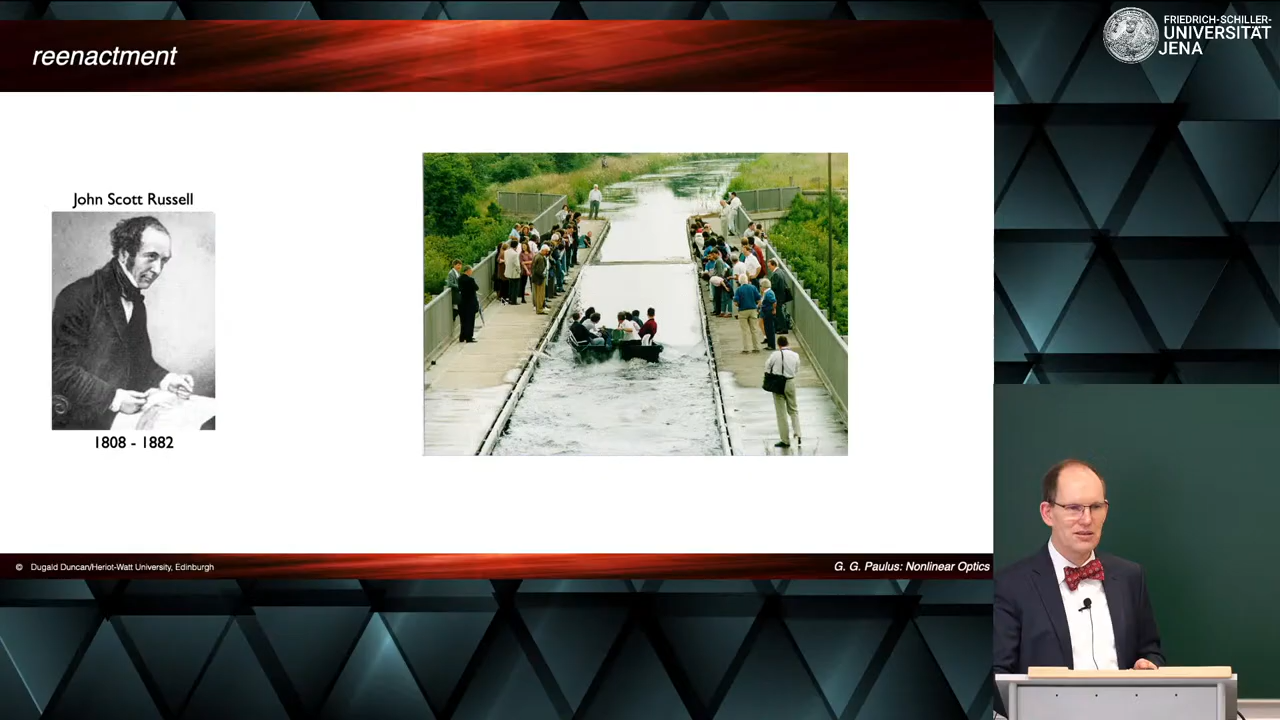 reenactment
FRIEDRICH-SCHILLER-
UNIVERSITÄT
JENA
John Scott Russell
1808 - 1882
© Dugald Duncan/Heriot-Watt University, Edinburgh
G. G. Paulus: Nonlinear Optics